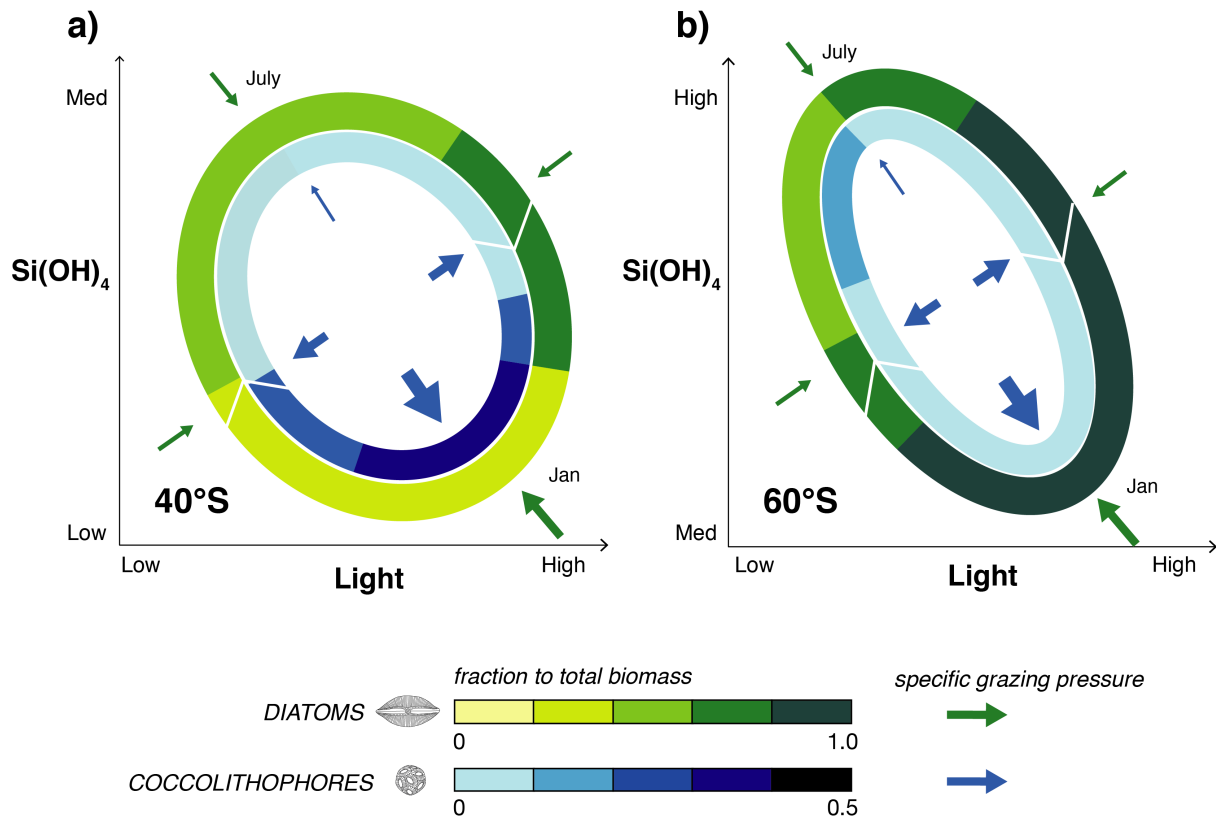 a)
July
Med
Si(OH)4
40°S
Jan
Low
Low
Light
High
b)
July
High
Si(OH)4
60°S
Jan
Med
Low
Light
High
fraction to total biomass
specific grazing pressure
DIATOMS
0
1.0
COCCOLITHOPHORES
0
0.5